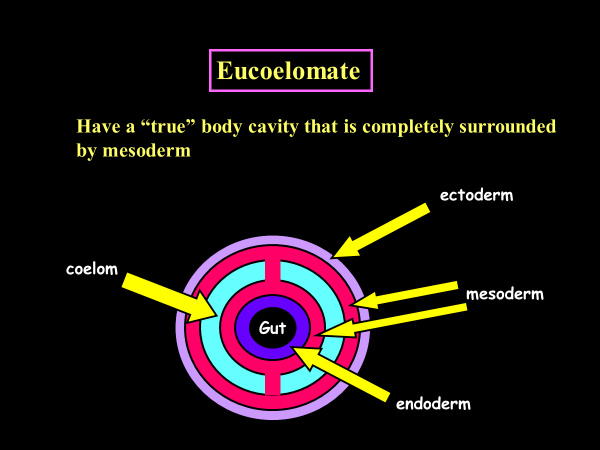 Eucoelomate
Have a “true” body cavity that is completely surrounded
by mesoderm
ectoderm
coelom
mesoderm
Gut
endoderm